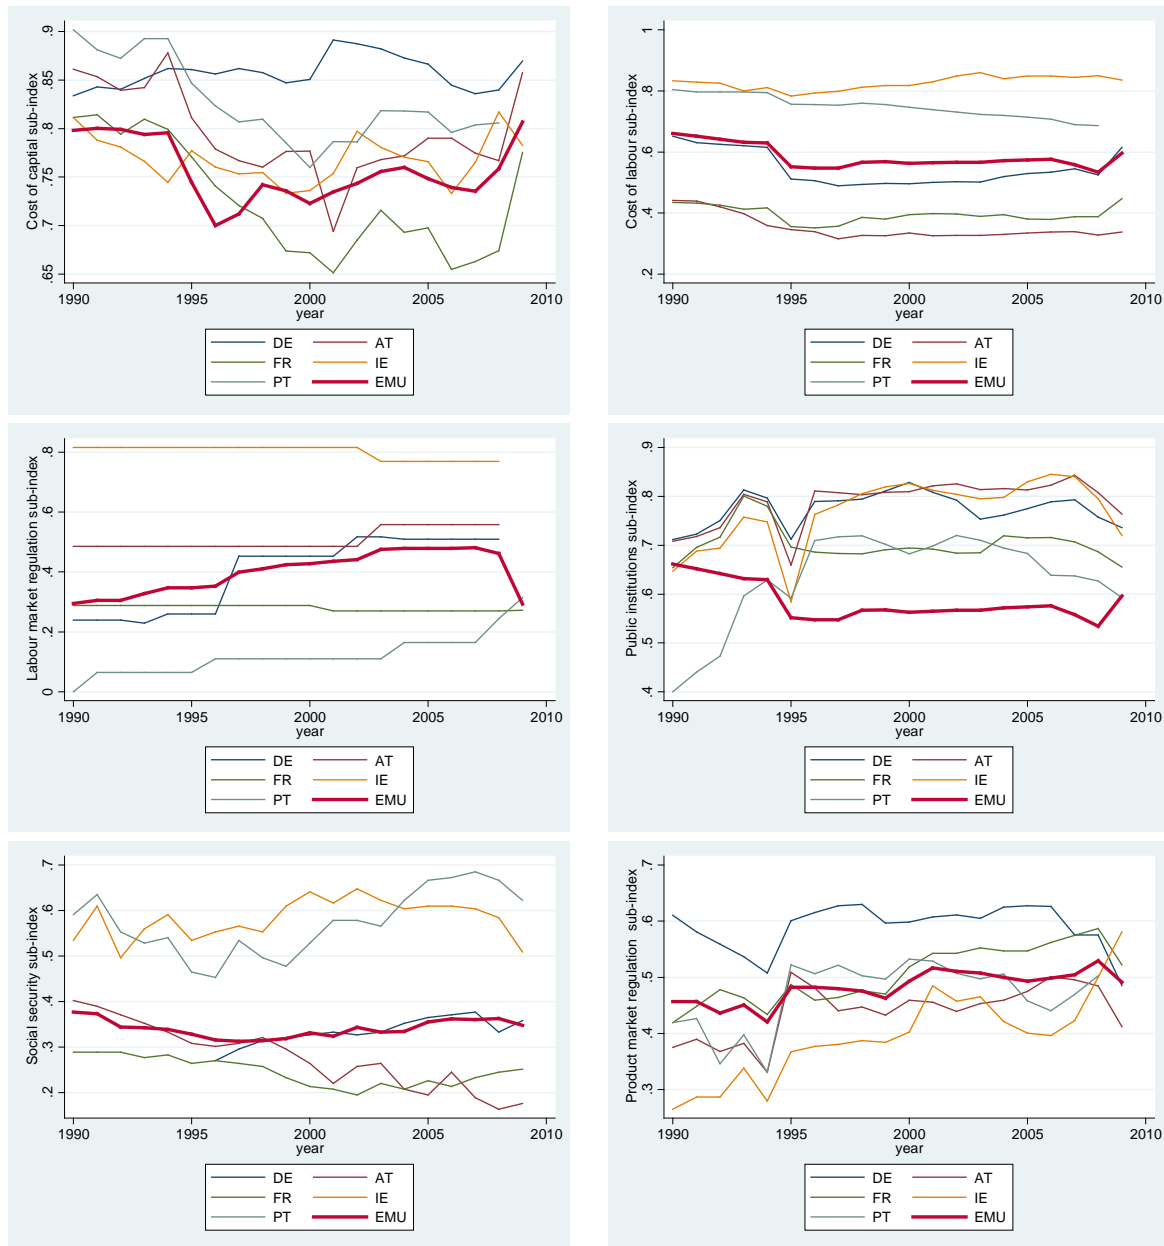 Cost of capital sub-index
.9
.85
.8
.75
.7
.65
1990 1995 2000 2005 2010
year
DE AT
FR IE
PT EMU
Cost of labour sub-index
1
.8
.6
.4
.2
1990 1995 2000 2005 2010
year
DE AT
FR IE
PT EMU
Labour market regulation sub-index
.8
.6
.4
.2
0
1990 1995 2000 2005 2010
year
DE AT
FR IE
PT EMU
Public institutions sub-index
.9
.8
.7
.6
.5
.4
1990 1995 2000 2005 2010
year
DE AT
FR IE
PT EMU
Social security sub-index
.7
.6
.5
.4
.3
.2
1990 1995 2000 2005 2010
year
DE AT
FR IE
PT EMU
Product market regulation sub-index
.7
.6
.5
.4
.3
1990 1995 2000 2005 2010
year
DE AT
FR IE
PT EMU